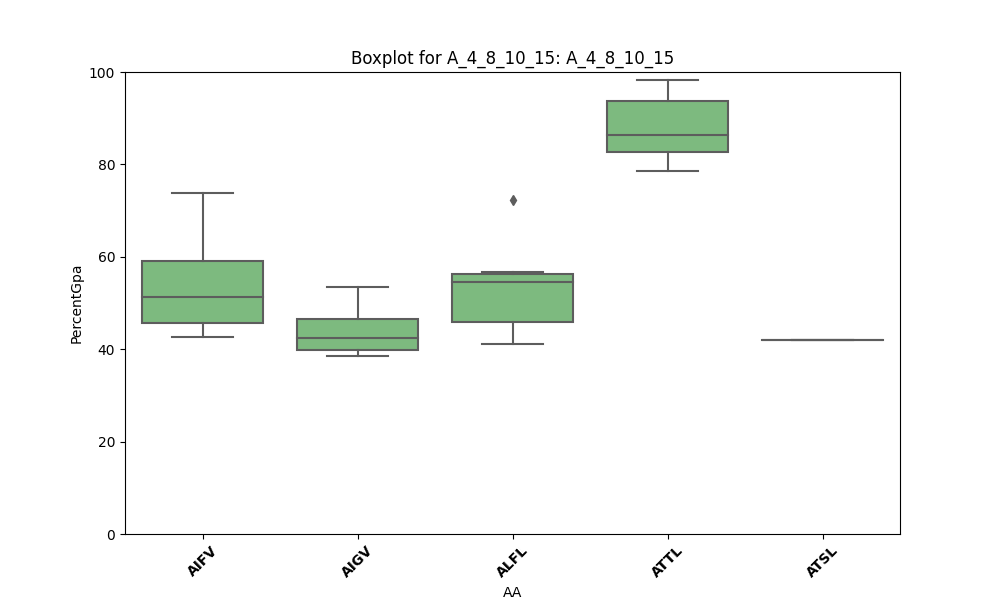 Boxplot for A_4_8_10_15: A_4_8_10_15
100
80
60
40
20
0
PercentGpa
AIFV
AIGV
ALFL
ATTL
ATSL
AA